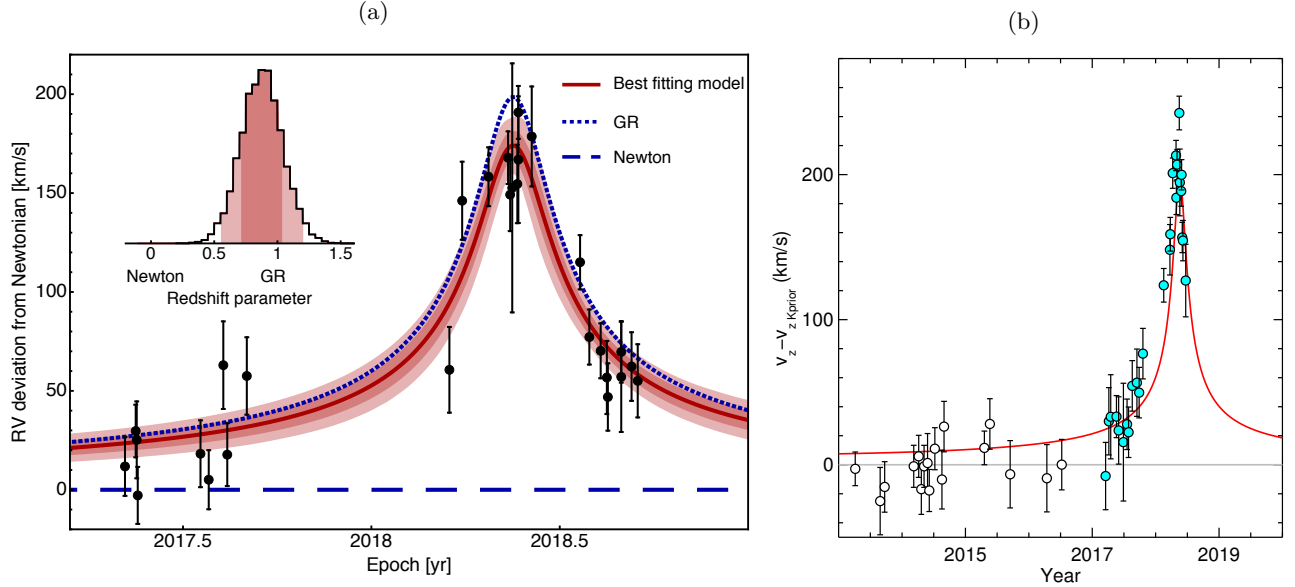 (a)
RV deviation from Newtonian [km/s]
200
150
100
50
0
2017.5
2018
2018.5
Epoch [yr]
Best fitting model
GR
Newton
0
0.5
1
1.5
Newton
GR
Redshift parameter
(b)
v_z − v_z Kprior (km/s)
200
100
0
2015
2017
2019
Year